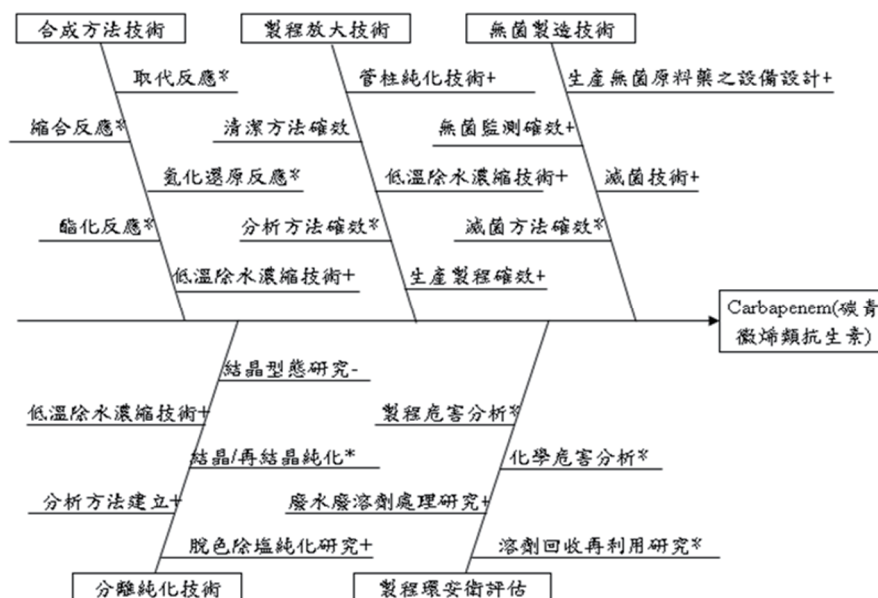 合成方法技術
製程放大技術
無菌製造技術
取代反應*
管柱純化技術+
生產無菌原料藥之設備設計+
縮合反應*
清潔方法確效
無菌監測確效+
氫化還原反應*
低溫除水濃縮技術+
滅菌技術+
酯化反應*
分析方法確效*
滅菌方法確效*
低溫除水濃縮技術+
生產製程確效+
Carbapenem(碳青
黴烯類抗生素)
結晶型態研究-
低溫除水濃縮技術+
製程危害分析*
結晶/再結晶純化*
化學危害分析*
分析方法建立+
廢水廢溶劑處理研究+
脫色除塩純化研究+
溶劑回收再利用研究*
分離純化技術
製程環安衛評估